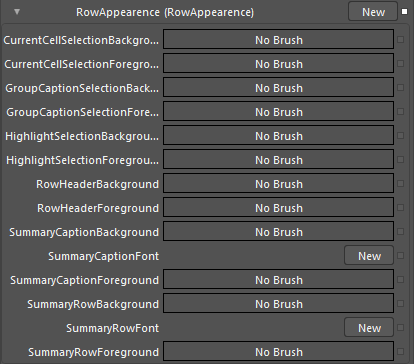 RowAppearence (RowAppearence) New
CurrentCellSelectionBackgro... No Brush
CurrentCellSelectionForegro... No Brush
GroupCaptionSelectionBack... No Brush
GroupCaptionSelectionFore... No Brush
HighlightSelectionBackgrou... No Brush
HighlightSelectionForegrou... No Brush
RowHeaderBackground No Brush
RowHeaderForeground No Brush
SummaryCaptionBackground No Brush
SummaryCaptionFont New
SummaryCaptionForeground No Brush
SummaryRowBackground No Brush
SummaryRowFont New
SummaryRowForeground No Brush